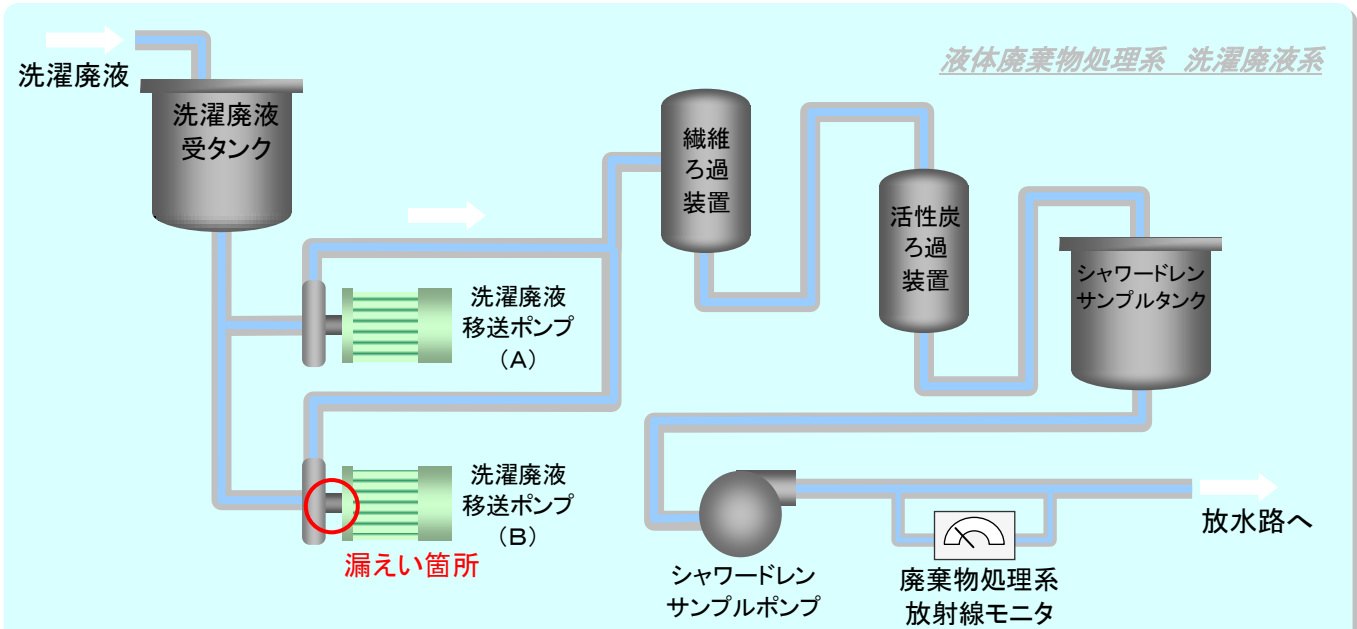 液体廃棄物処理系 洗濯廃液系
洗濯廃液
洗濯廃液
受タンク
繊維
ろ過
装置
活性炭
ろ過
装置
シャワードレン
サンプルタンク
洗濯廃液
移送ポンプ
(A)
洗濯廃液
移送ポンプ
(B)
漏えい箇所
シャワードレン
サンプルポンプ
廃棄物処理系
放射線モニタ
放水路へ